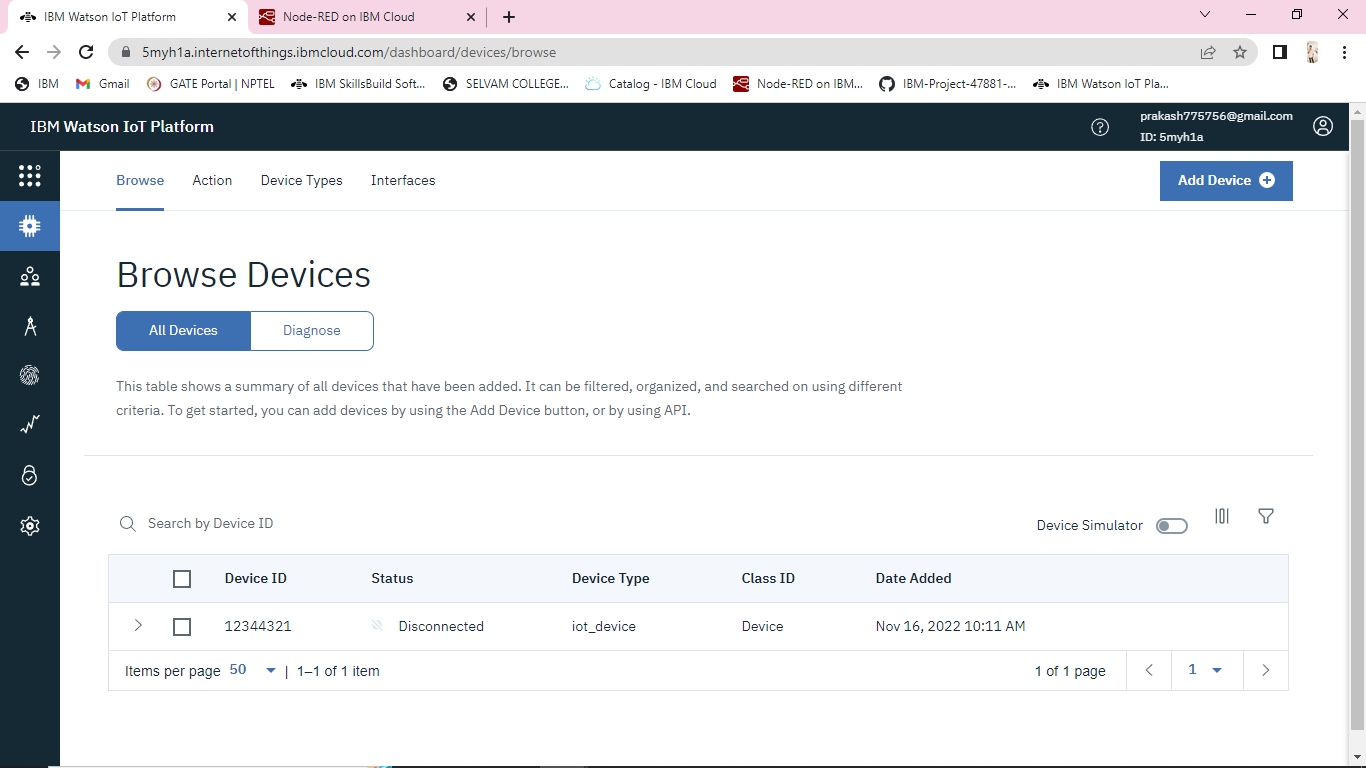 IBM Watson IoT Platform
Node-RED on IBM Cloud
5myh1a.internetofthings.ibmcloud.com/dashboard/devices/browse
IBM
Gmail
GATE Portal | NPTEL
IBM SkillsBuild Soft...
SELVAM COLLEGE...
Catalog - IBM Cloud
Node-RED on IBM...
IBM-Project-47881-...
IBM Watson IoT Pla...
IBM Watson IoT Platform
prakash775756@gmail.com
ID: 5myh1a
Browse
Action
Device Types
Interfaces
Add Device
Browse Devices
All Devices
Diagnose
This table shows a summary of all devices that have been added. It can be filtered, organized, and searched on using different
criteria. To get started, you can add devices by using the Add Device button, or by using API.
Search by Device ID
Device Simulator
Device ID Status Device Type Class ID Date Added
12344321 Disconnected iot_device Device Nov 16, 2022 10:11 AM
Items per page 50 | 1–1 of 1 item
1 of 1 page
1